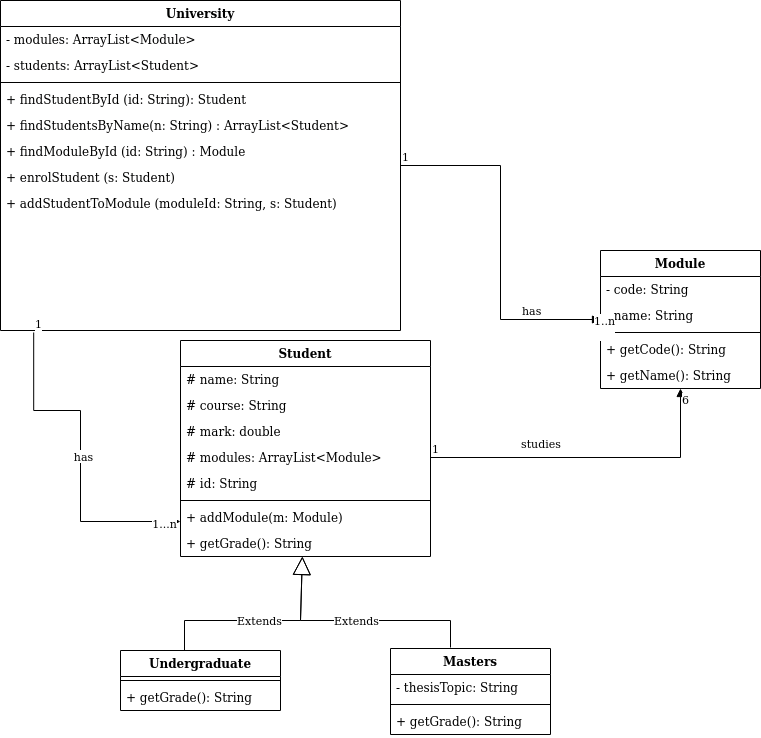 University
- modules: ArrayList<Module>
- students: ArrayList<Student>
+ findStudentById (id: String): Student
+ findStudentsByName(n: String) : ArrayList<Student>
+ findModuleById (id: String) : Module
+ enrolStudent (s: Student)
+ addStudentToModule (moduleId: String, s: Student)
1
has
1..n
Module
- code: String
name: String
+ getCode(): String
+ getName(): String
1
has
1...n
Student
# name: String
# course: String
# mark: double
# modules: ArrayList<Module>
# id: String
+ addModule(m: Module)
+ getGrade(): String
1
studies
6
Extends
Extends
Undergraduate
+ getGrade(): String
Masters
- thesisTopic: String
+ getGrade(): String